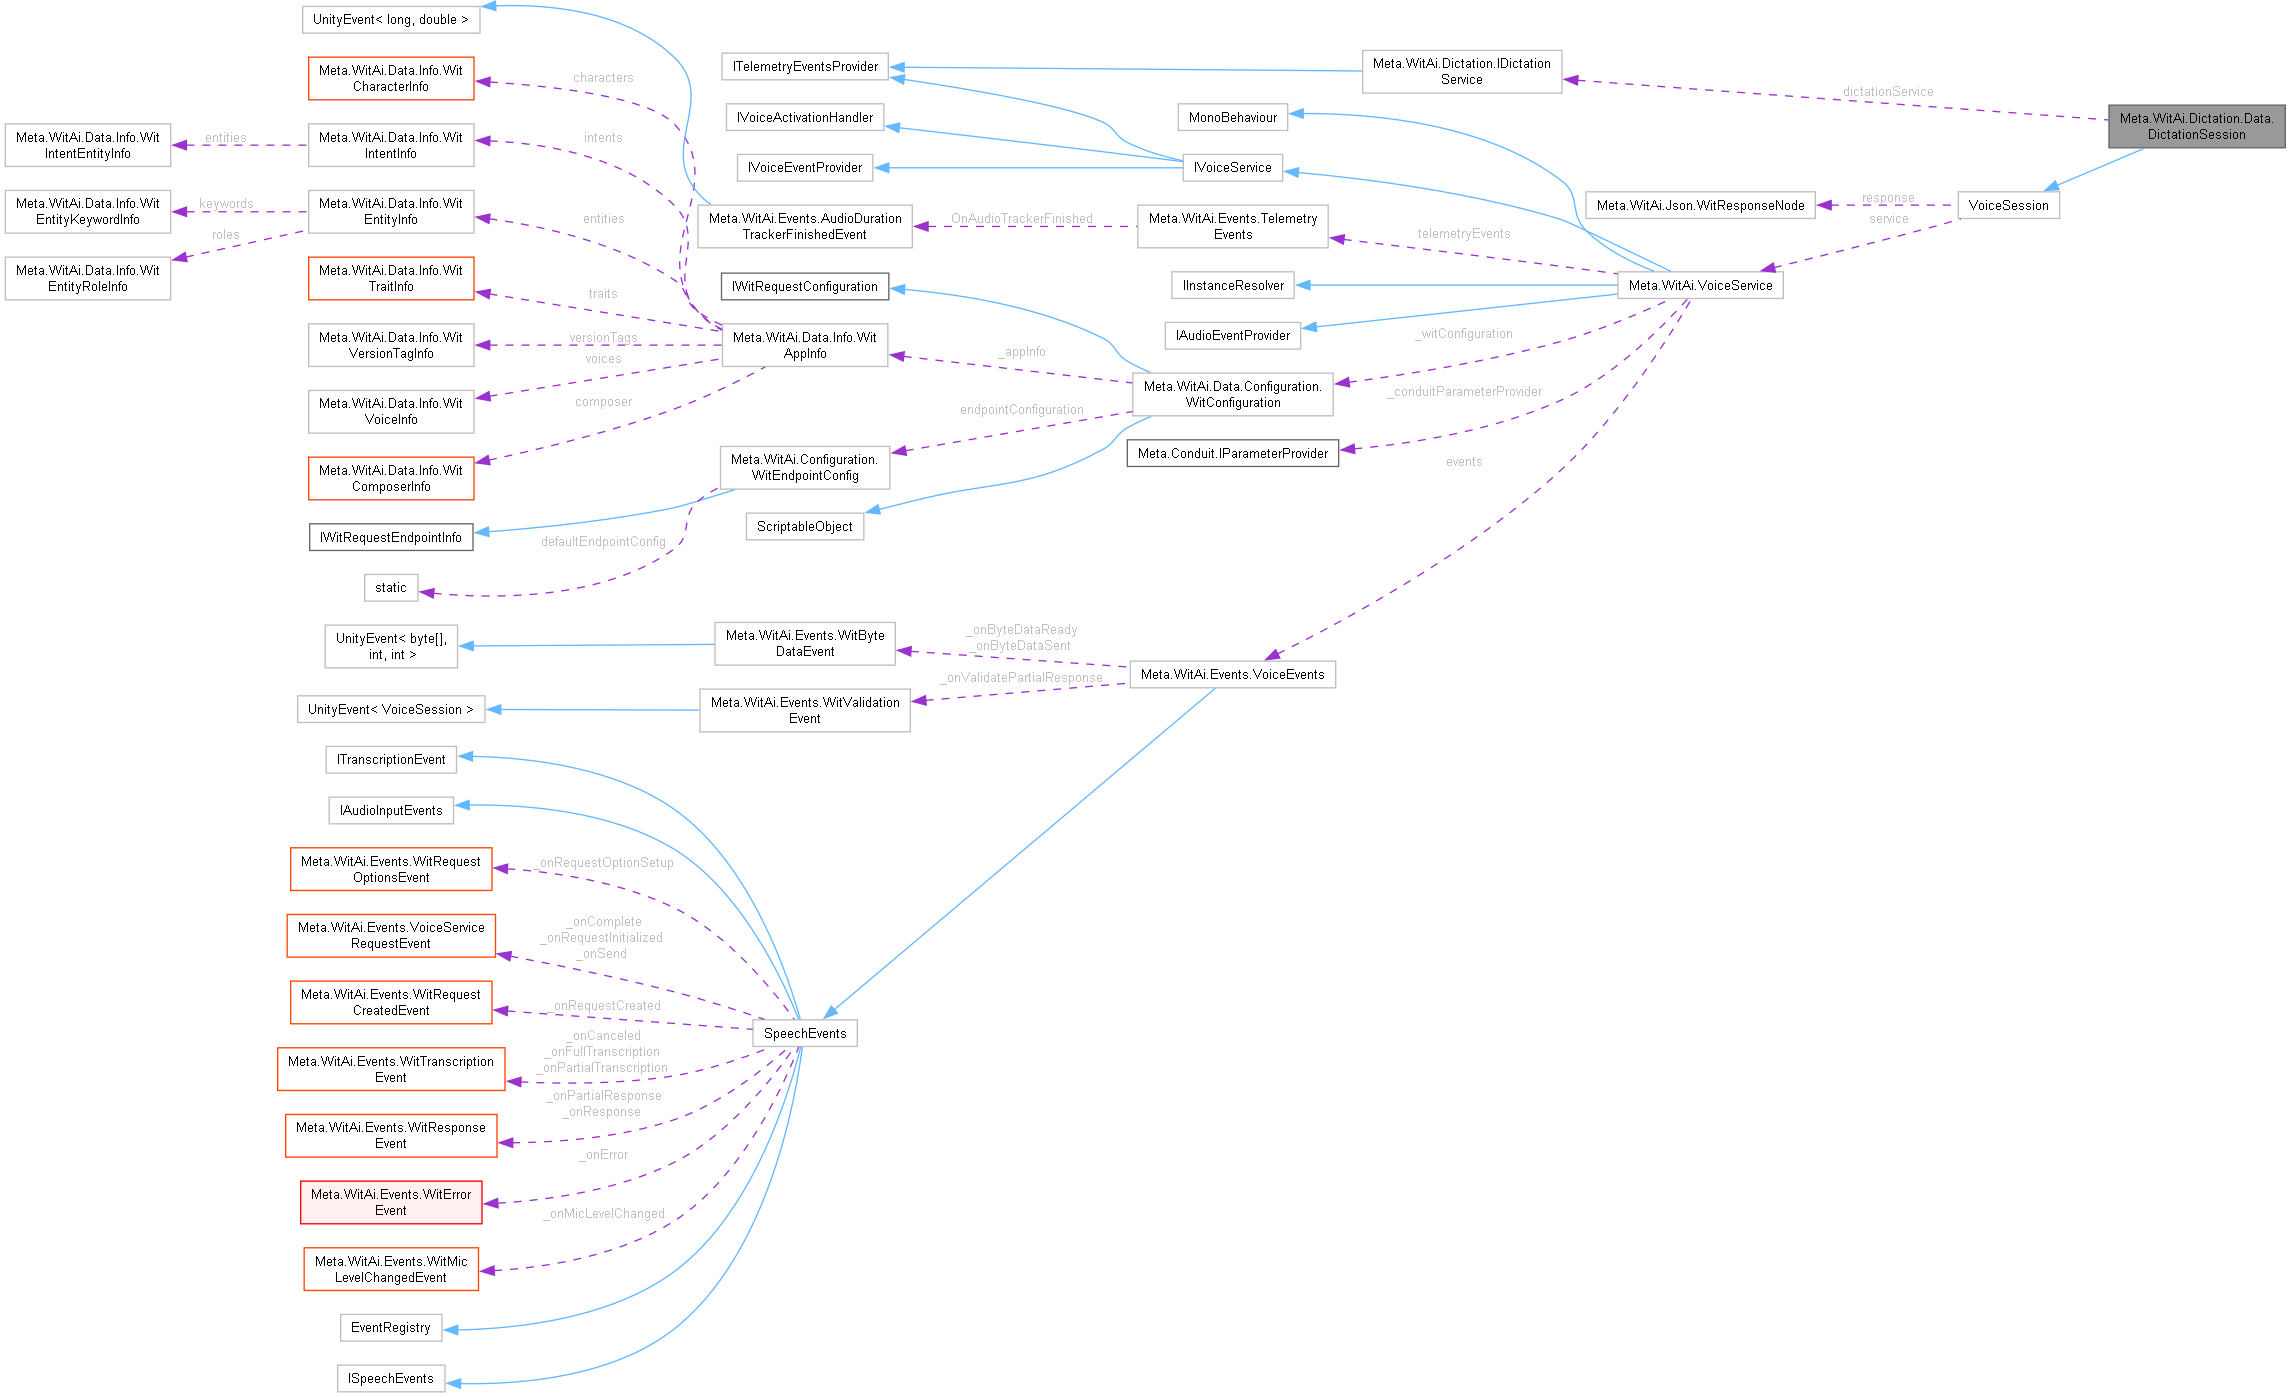 UnityEvent< long, double >
Meta.WitAi.Data.Info.Wit
CharacterInfo
characters
ITelemetryEventsProvider
Meta.WitAi.Dictation.IDictation
Service
dictationService
Meta.WitAi.Dictation.Data.
DictationSession
IVoiceActivationHandler
MonoBehaviour
Meta.WitAi.Data.Info.Wit
IntentEntityInfo
entities
Meta.WitAi.Data.Info.Wit
IntentInfo
intents
IVoiceEventProvider
IVoiceService
Meta.WitAi.Data.Info.Wit
EntityKeywordInfo
keywords
Meta.WitAi.Data.Info.Wit
EntityInfo
entities
roles
Meta.WitAi.Data.Info.Wit
EntityRoleInfo
Meta.WitAi.Events.AudioDuration
TrackerFinishedEvent
OnAudioTrackerFinished
Meta.WitAi.Events.Telemetry
Events
telemetryEvents
Meta.WitAi.Json.WitResponseNode
response
service
VoiceSession
Meta.WitAi.Data.Info.Wit
TraitInfo
traits
IWitRequestConfiguration
IInstanceResolver
Meta.WitAi.VoiceService
Meta.WitAi.Data.Info.Wit
VersionTagInfo
versionTags
voices
Meta.WitAi.Data.Info.Wit
AppInfo
_appInfo
IAudioEventProvider
_witConfiguration
Meta.WitAi.Data.Info.Wit
VoiceInfo
composer
Meta.WitAi.Data.Configuration.
WitConfiguration
endpointConfiguration
_conduitParameterProvider
Meta.WitAi.Data.Info.Wit
ComposerInfo
Meta.WitAi.Configuration.
WitEndpointConfig
Meta.Conduit.IParameterProvider
events
IWitRequestEndpointInfo
defaultEndpointConfig
ScriptableObject
static
UnityEvent< byte[],
int, int >
Meta.WitAi.Events.WitByte
DataEvent
_onByteDataReady
_onByteDataSent
Meta.WitAi.Events.VoiceEvents
_onValidatePartialResponse
UnityEvent< VoiceSession >
Meta.WitAi.Events.WitValidation
Event
ITranscriptionEvent
IAudioInputEvents
Meta.WitAi.Events.WitRequest
OptionsEvent
_onRequestOptionSetup
Meta.WitAi.Events.VoiceService
RequestEvent
_onComplete
_onRequestInitialized
_onSend
Meta.WitAi.Events.WitRequest
CreatedEvent
_onRequestCreated
SpeechEvents
Meta.WitAi.Events.WitTranscription
Event
_onCanceled
_onFullTranscription
_onPartialTranscription
Meta.WitAi.Events.WitResponse
Event
_onPartialResponse
_onResponse
Meta.WitAi.Events.WitError
Event
_onError
Meta.WitAi.Events.WitMic
LevelChangedEvent
_onMicLevelChanged
EventRegistry
ISpeechEvents